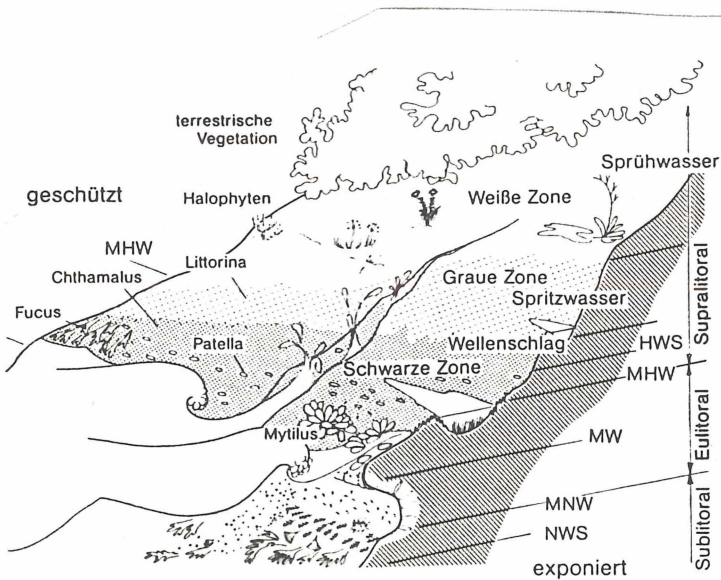 terrestrische
Vegetation
Sprühwasser
geschützt
Halophyten
Weiße Zone
MHW
Littorina
Chthamalus
Graue Zone
Spritzwasser
Fucus
Patella
Wellenschlag
HWS
Schwarze Zone
MHW
Mytilus
MW
MNW
NWS
exponiert
Supralitoral
Eulitoral
Sublitoral